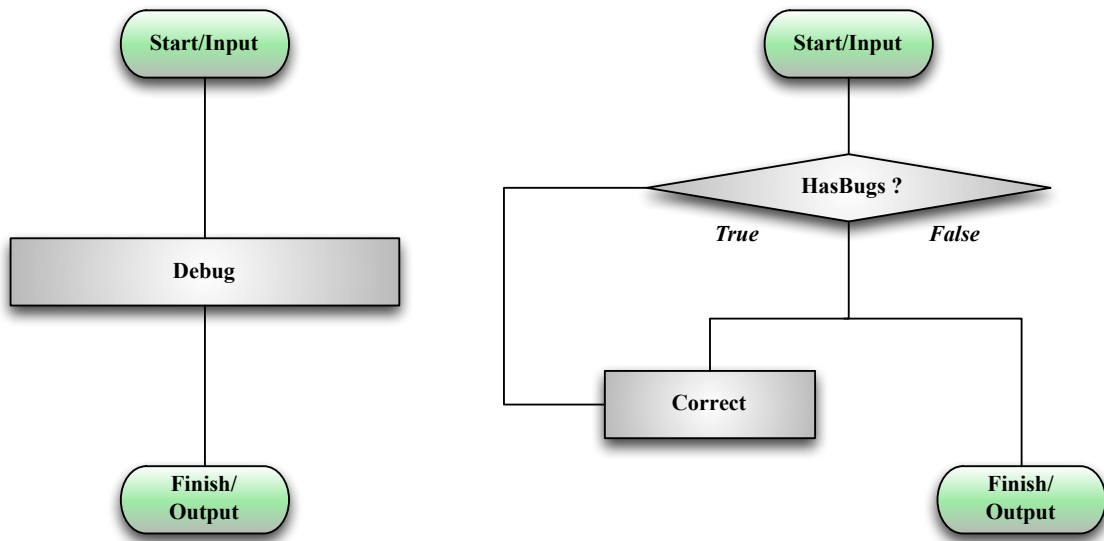 Start/Input
Debug
Finish/
Output
Start/Input
HasBugs ?
True
False
Correct
Finish/
Output